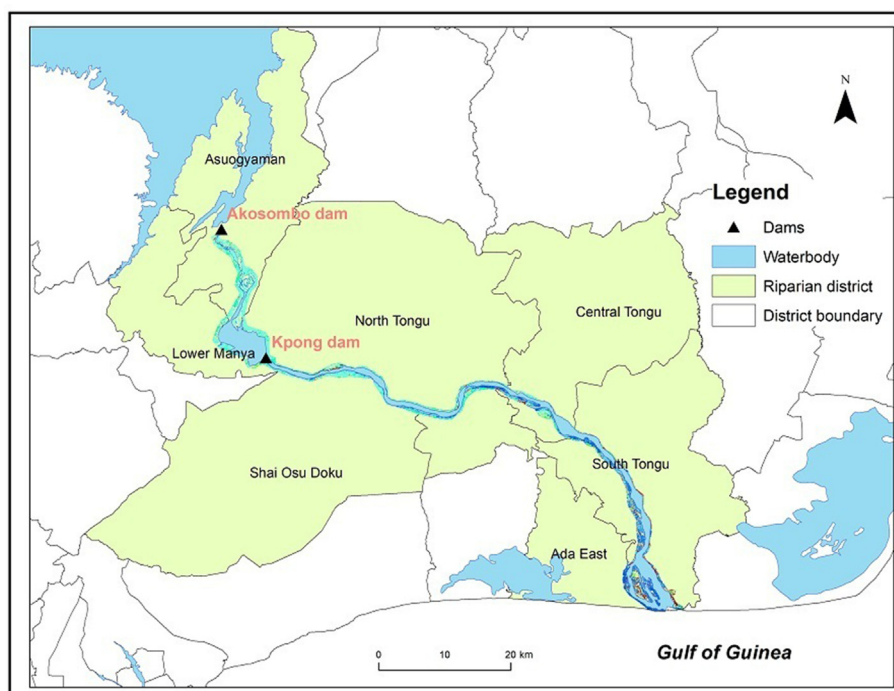 N
Asuogyaman
Legend
Akosombo dam
Dams
Waterbody
Riparian district
North Tongu
Central Tongu
District boundary
Lower Manya
Kpong dam
Shai Osu Doku
South Tongu
Ada East
0 10 20 km
Gulf of Guinea